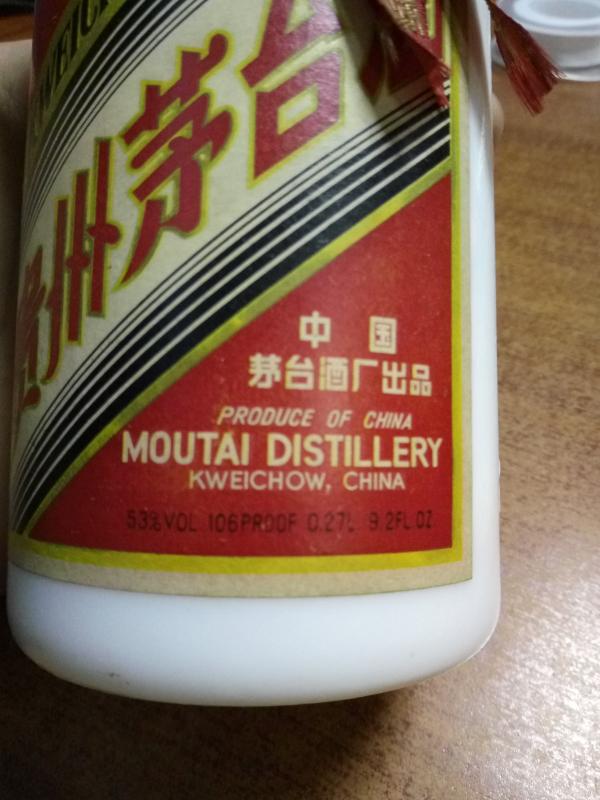 KWEICH
贵州茅台
中国
茅台酒厂出品
PRODUCE OF CHINA
MOUTAI DISTILLERY
KWEICHOW, CHINA
53%VOL 106PROOF 0.27L 9.2FL OZ